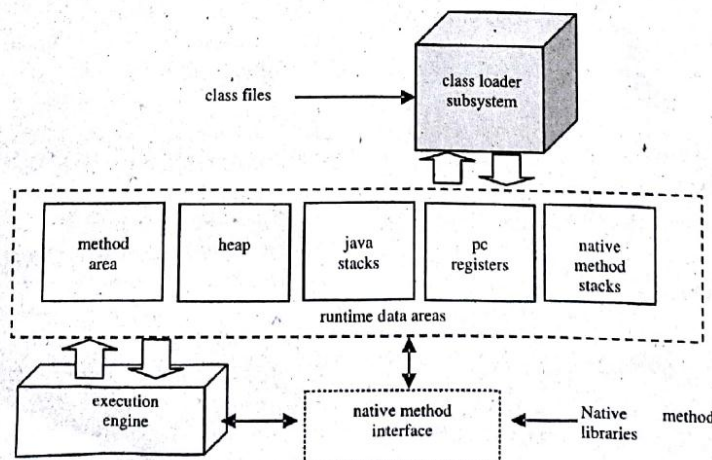 class loader
subsystem
class files
method
area
heap
java
stacks
pc
registers
native
method
stacks
runtime data areas
execution
engine
native method
interface
Native method
libraries